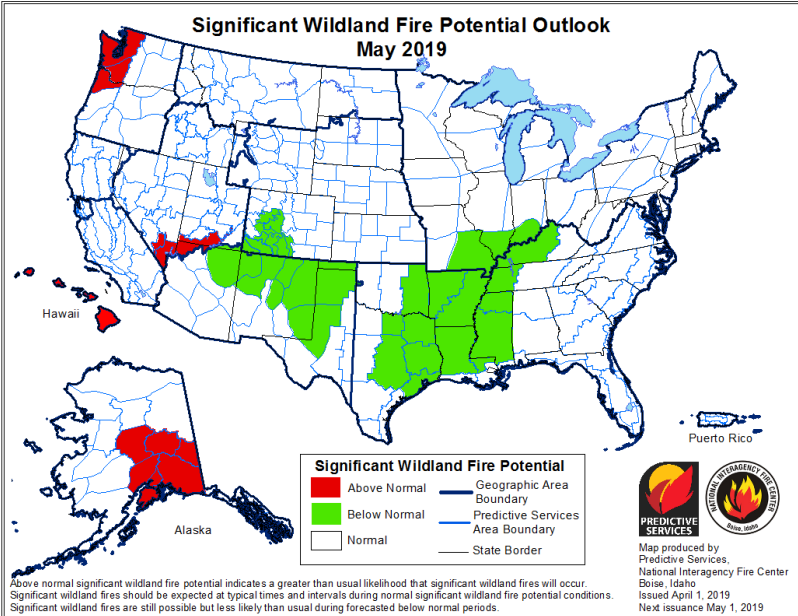 Significant Wildland Fire Potential Outlook
May 2019
Hawaii
Alaska
Puerto Rico
Significant Wildland Fire Potential
Above Normal
Below Normal
Normal
Geographic Area
Boundary
Predictive Services
Area Boundary
State Border
PREDICTIVE
SERVICES
NATIONAL INTERAGENCY FIRE CENTER
Boise, Idaho
Map produced by
Predictive Services,
National Interagency Fire Center
Boise, Idaho
Issued April 1, 2019
Next issuance May 1, 2019
Above normal significant wildland fire potential indicates a greater than usual likelihood that significant wildland fires will occur.
Significant wildland fires should be expected at typical times and intervals during normal significant wildland fire potential conditions.
Significant wildland fires are still possible but less likely than usual during forecasted below normal periods.